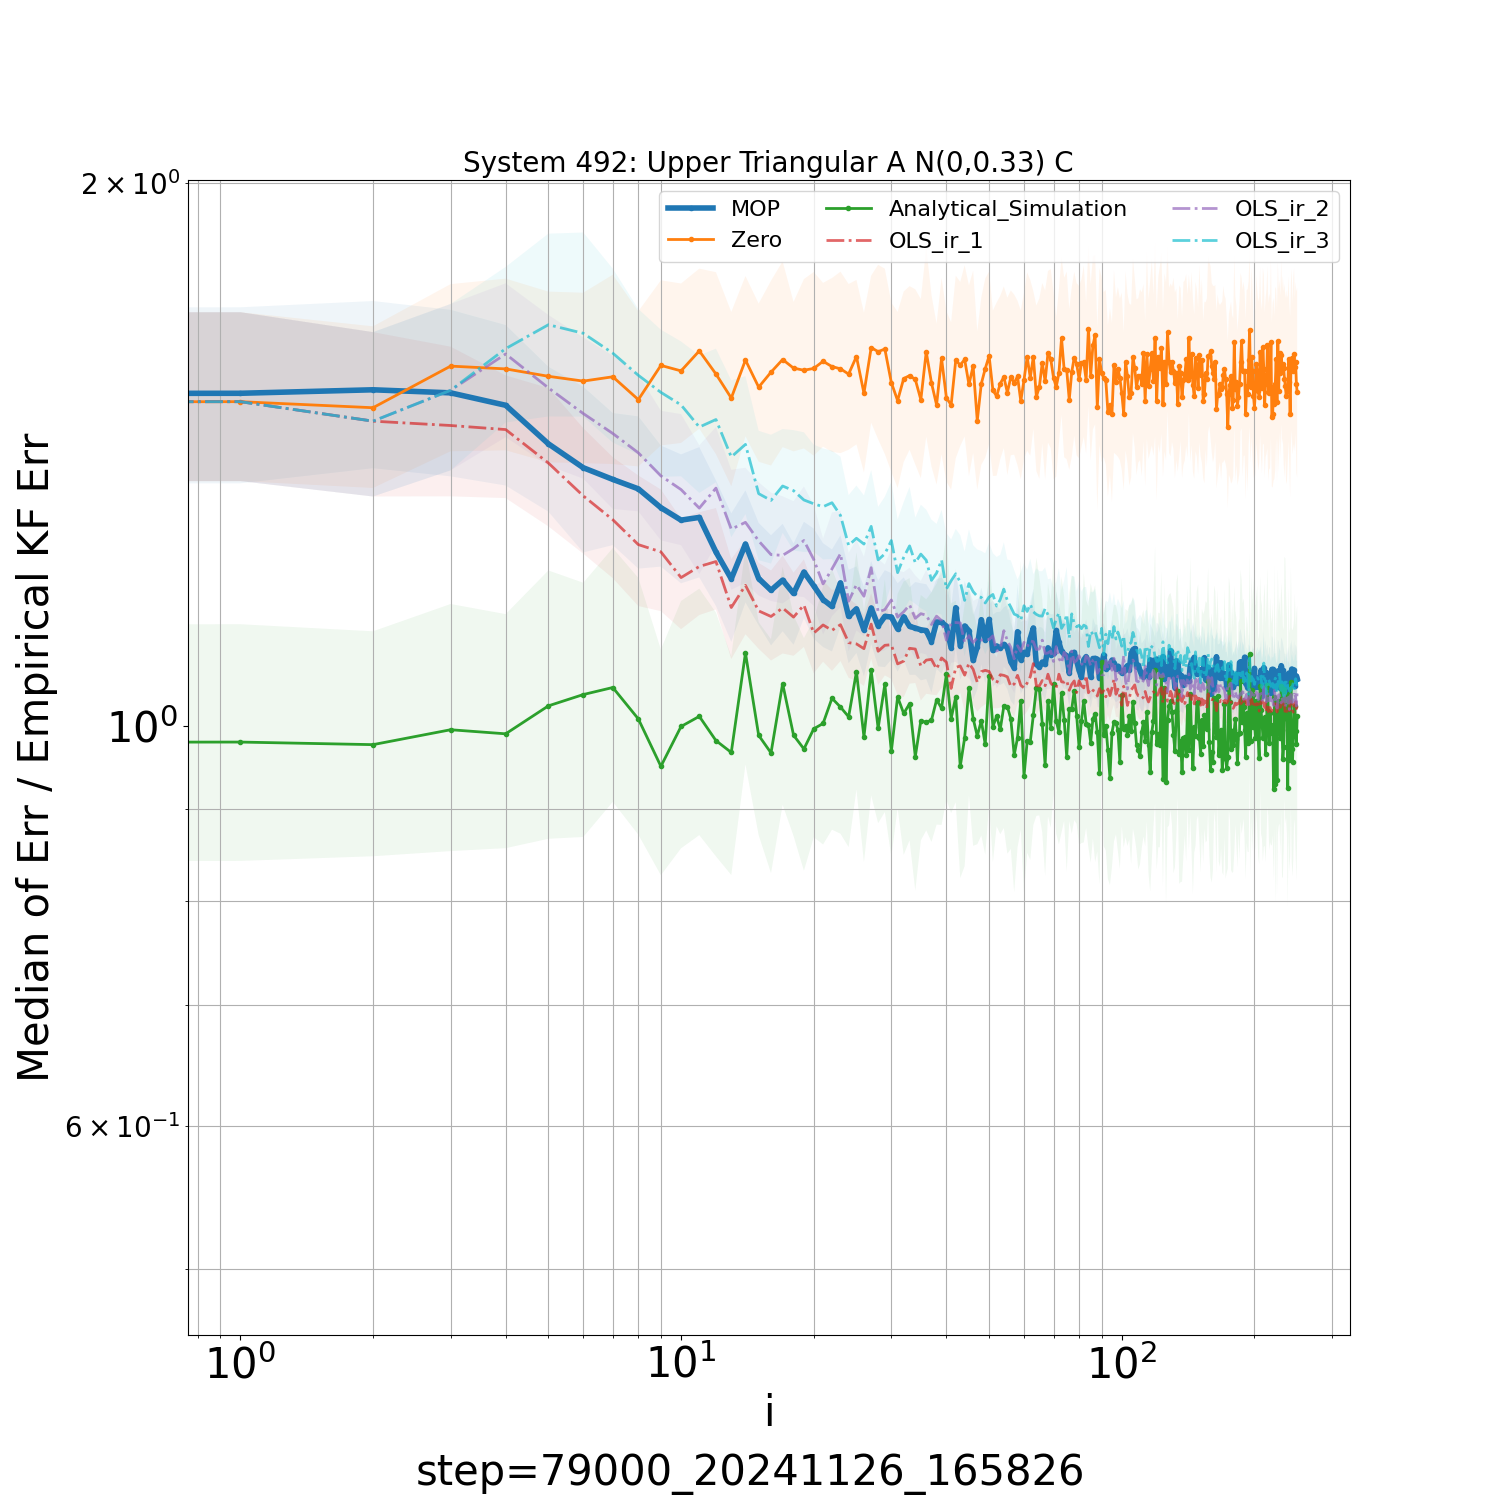 System 492: Upper Triangular A N(0,0.33) C
MOP
Zero
Analytical_Simulation
OLS_ir_1
OLS_ir_2
OLS_ir_3
Median of Err / Empirical KF Err
2 × 10⁰
10⁰
6 × 10⁻¹
10⁰ 10¹ 10²
i
step=79000_20241126_165826